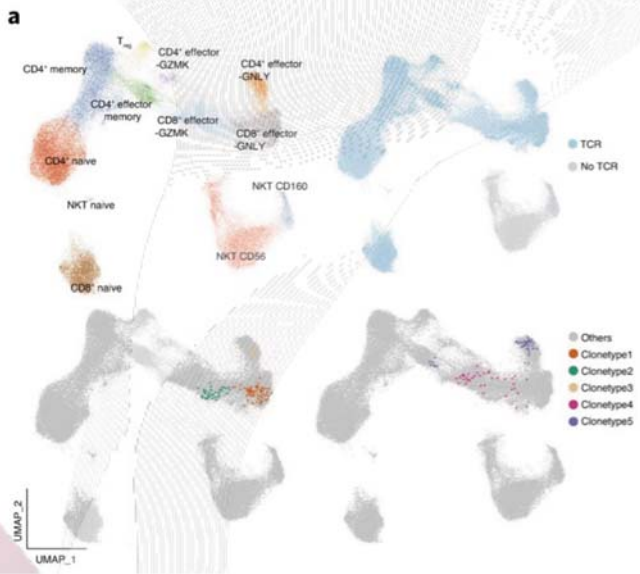 a
T_reg
CD4⁺ effector
-GZMK
CD4⁺ memory
CD4⁺ effector
-GNLY
CD4⁺ effector
memory
CD8⁺ effector
-GZMK
CD8⁺ effector
-GNLY
CD4⁺ naive
NKT CD160
NKT naive
NKT CD56
CD8⁺ naive
TCR
No TCR
Others
Clonetype1
Clonetype2
Clonetype3
Clonetype4
Clonetype5
UMAP_2
UMAP_1